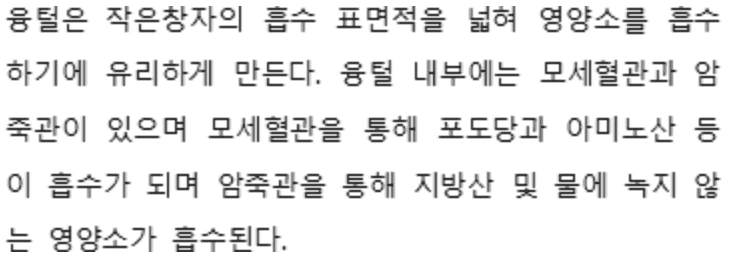 융털은 작은창자의 흡수 표면적을 넓혀 영양소를 흡수
하기에 유리하게 만든다. 융털 내부에는 모세혈관과 암
죽관이 있으며 모세혈관을 통해 포도당과 아미노산 등
이 흡수가 되며 암죽관을 통해 지방산 및 물에 녹지 않
는 영양소가 흡수된다.